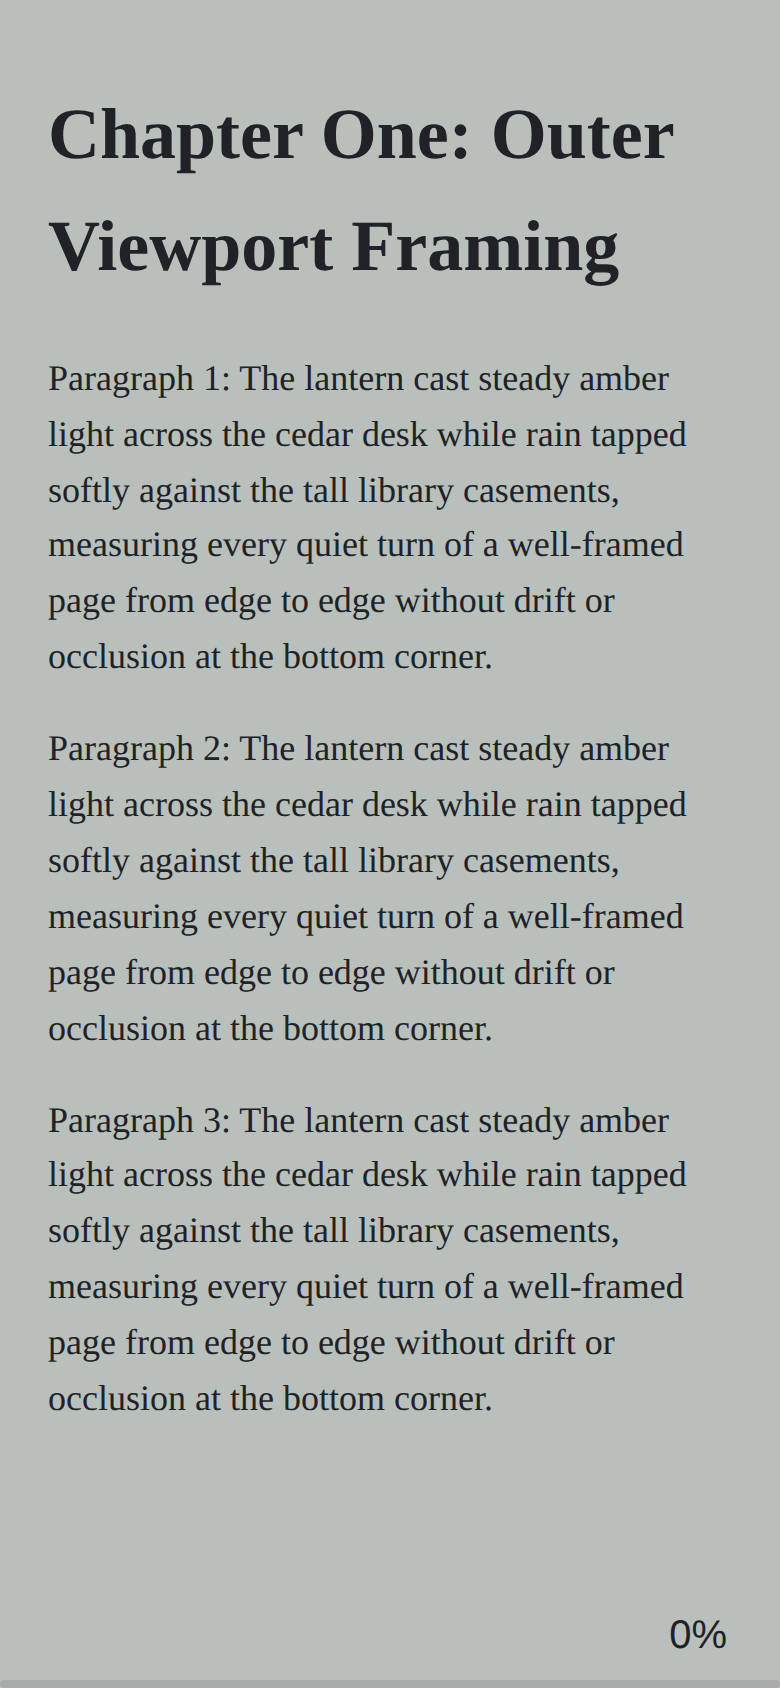 Chapter One: Outer
Viewport Framing
Paragraph 1: The lantern cast steady amber
light across the cedar desk while rain tapped
softly against the tall library casements,
measuring every quiet turn of a well-framed
page from edge to edge without drift or
occlusion at the bottom corner.
Paragraph 2: The lantern cast steady amber
light across the cedar desk while rain tapped
softly against the tall library casements,
measuring every quiet turn of a well-framed
page from edge to edge without drift or
occlusion at the bottom corner.
Paragraph 3: The lantern cast steady amber
light across the cedar desk while rain tapped
softly against the tall library casements,
measuring every quiet turn of a well-framed
page from edge to edge without drift or
occlusion at the bottom corner.
0%